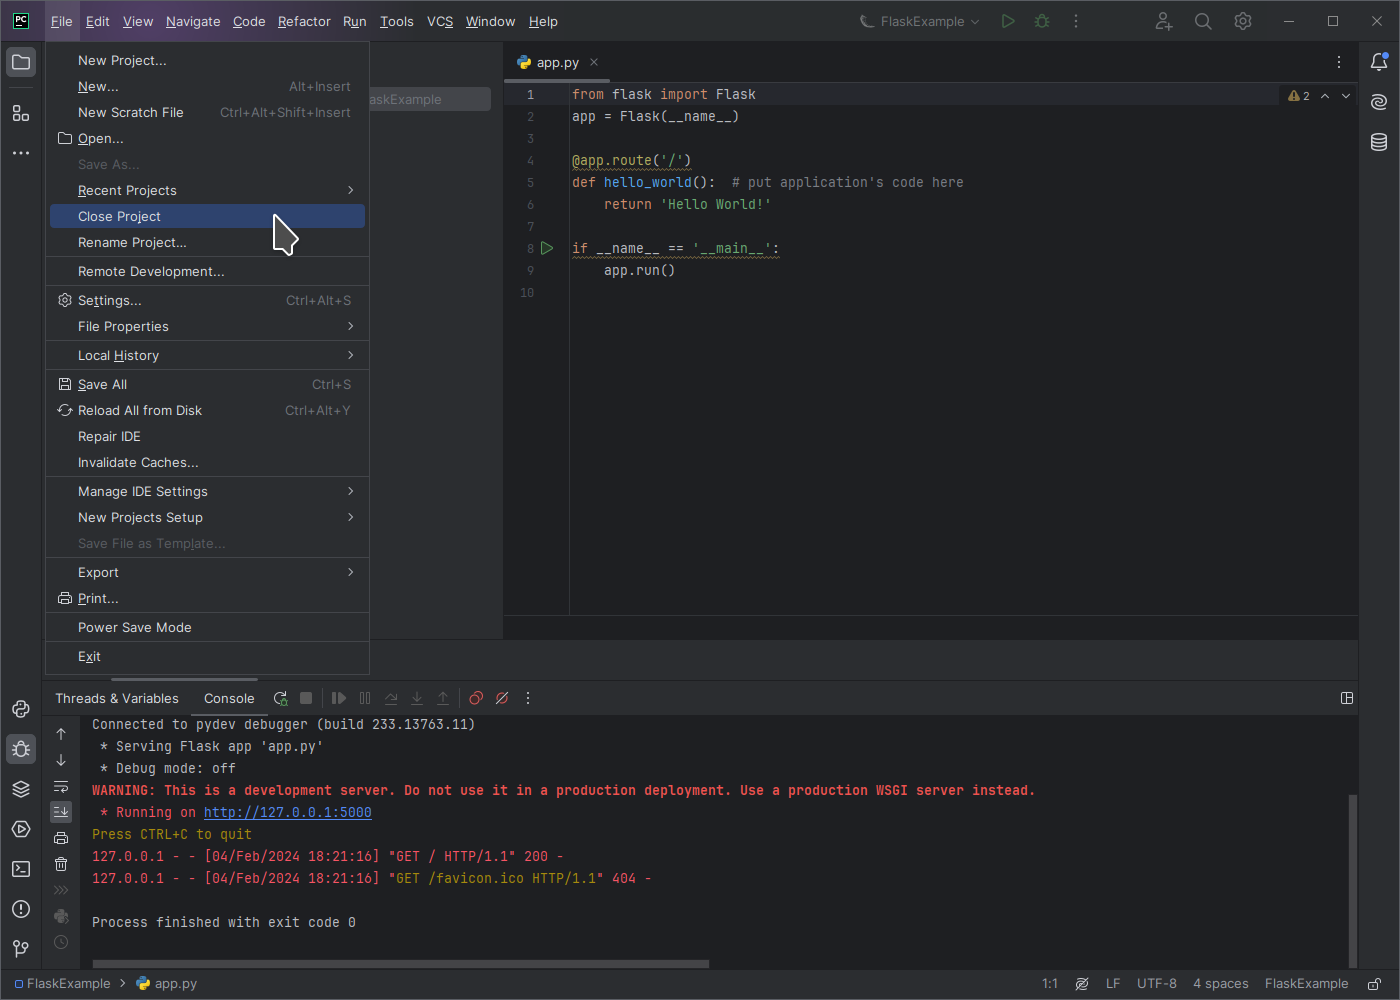 PC File Edit View Navigate Code Refactor Run Tools VCS Window Help FlaskExample
New Project...
New... Alt+Insert
New Scratch File Ctrl+Alt+Shift+Insert
Open...
Save As...
Recent Projects
Close Project
Rename Project...
Remote Development...
Settings... Ctrl+Alt+S
File Properties
Local History
Save All Ctrl+S
Reload All from Disk Ctrl+Alt+Y
Repair IDE
Invalidate Caches...
Manage IDE Settings
New Projects Setup
Save File as Template...
Export
Print...
Power Save Mode
Exit
askExample
app.py
2
1 from flask import Flask
2 app = Flask(__name__)
3
4 @app.route('/')
5 def hello_world():  # put application's code here
6     return 'Hello World!'
7
8 if __name__ == '__main__':
9     app.run()
10
Threads & Variables Console
Connected to pydev debugger (build 233.13763.11)
 * Serving Flask app 'app.py'
 * Debug mode: off
WARNING: This is a development server. Do not use it in a production deployment. Use a production WSGI server instead.
 * Running on http://127.0.0.1:5000
Press CTRL+C to quit
127.0.0.1 - - [04/Feb/2024 18:21:16] "GET / HTTP/1.1" 200 -
127.0.0.1 - - [04/Feb/2024 18:21:16] "GET /favicon.ico HTTP/1.1" 404 -
Process finished with exit code 0
FlaskExample > app.py 1:1 LF UTF-8 4 spaces FlaskExample